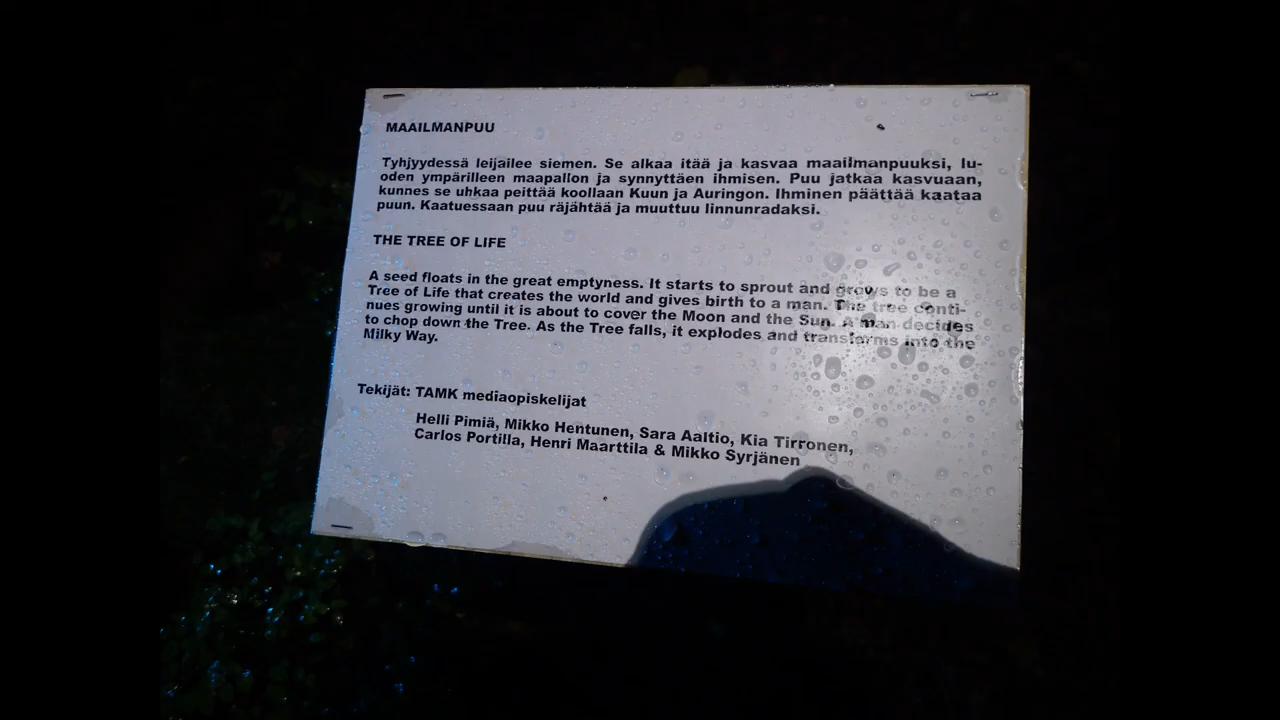 MAAILMANPUU
Tyhjyydessä leijailee siemen. Se alkaa itää ja kasvaa maailmanpuuksi, lu-
oden ympärilleen maapallon ja synnyttäen ihmisen. Puu jatkaa kasvuaan,
kunnes se uhkaa peittää koollaan Kuun ja Auringon. Ihminen päättää kaataa
puun. Kaatuessaan puu räjähtää ja muuttuu linnunradaksi.
THE TREE OF LIFE
A seed floats in the great emptyness. It starts to sprout and grows to be a
Tree of Life that creates the world and gives birth to a man. The tree conti-
nues growing until it is about to cover the Moon and the Sun. A man decides
to chop down the Tree. As the Tree falls, it explodes and transforms into the
Milky Way.
Tekijät: TAMK mediaopiskelijat
Helli Pimiä, Mikko Hentunen, Sara Aaltio, Kia Tirronen,
Carlos Portilla, Henri Maarttila & Mikko Syrjänen